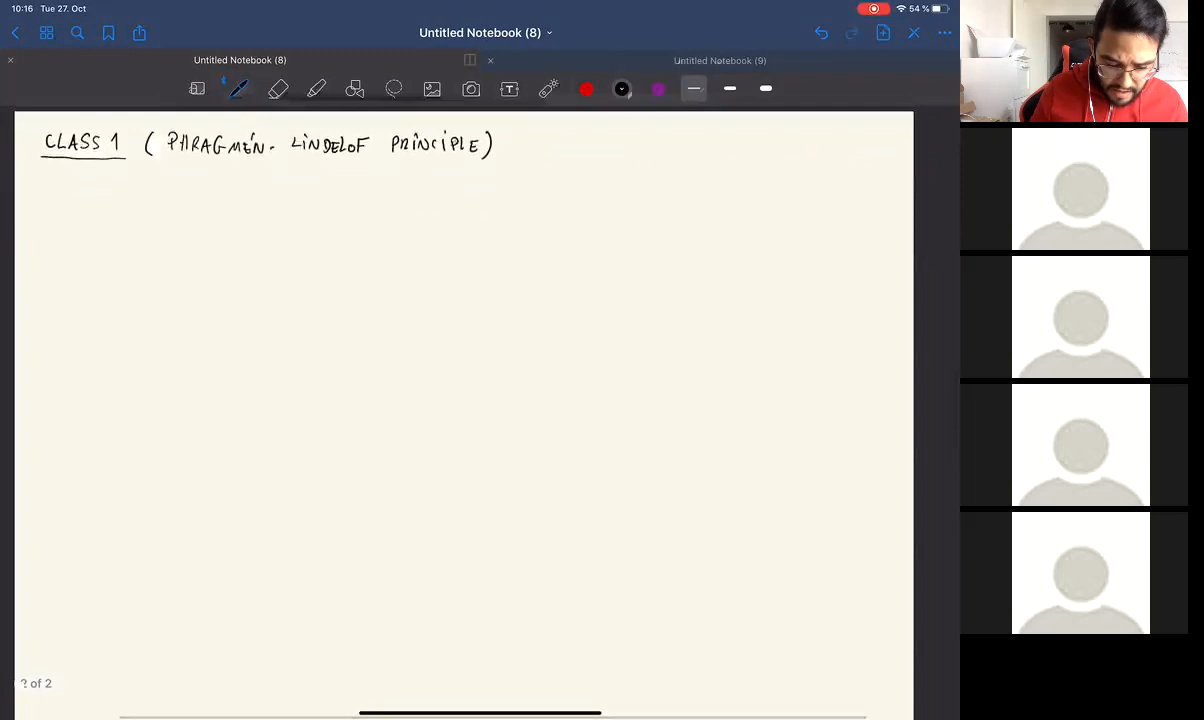 10:16 Tue 27. Oct
54 %
Untitled Notebook (8)
Untitled Notebook (8)
Untitled Notebook (9)
CLASS 1 ( PHRAGMÉN - LINDELOF PRINCIPLE)
2 of 2